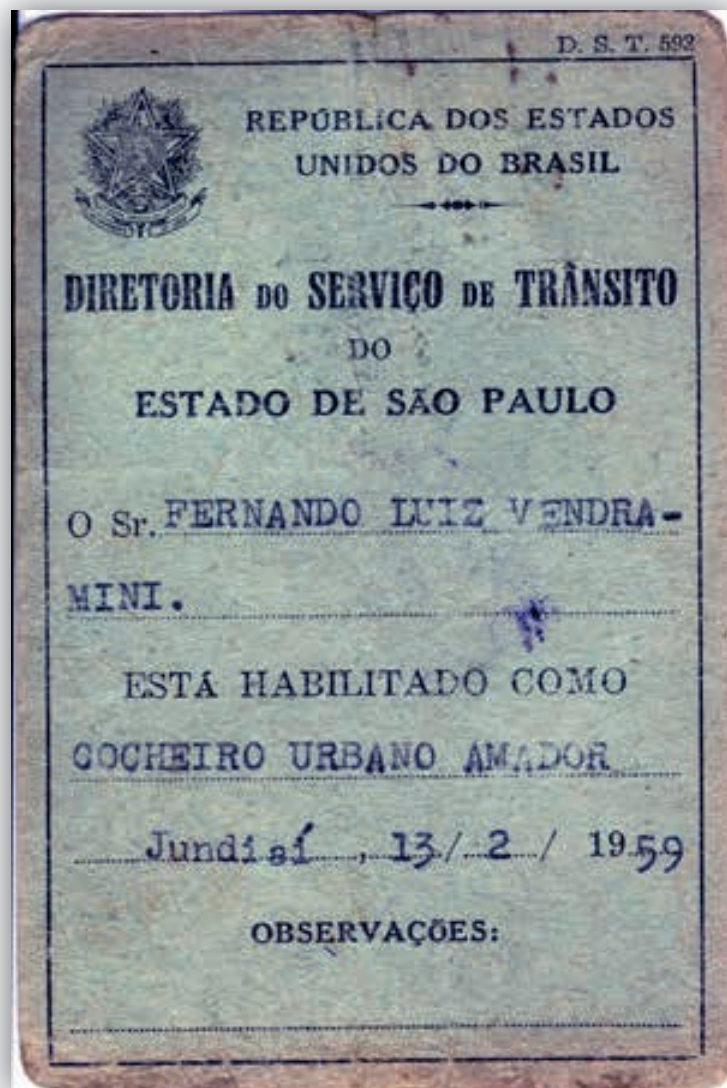 D. S. T. 592
REPÚBLICA DOS ESTADOS
UNIDOS DO BRASIL
DIRETORIA DO SERVIÇO DE TRÂNSITO
DO
ESTADO DE SÃO PAULO
O Sr. FERNANDO LUIZ VENDRA-
MINI.
ESTÁ HABILITADO COMO
COCHEIRO URBANO AMADOR
Jundiaí, 13/ 2 / 1959
OBSERVAÇÕES: